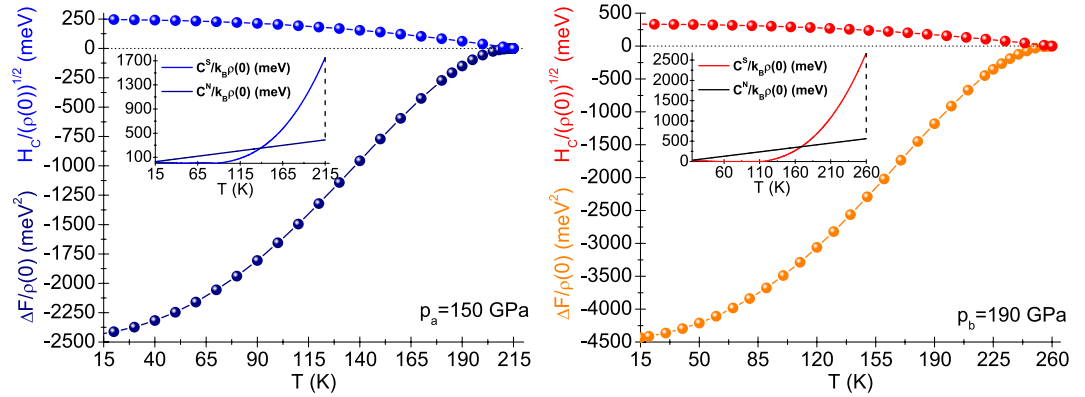 H_C/(ρ(0))^{1/2} (meV)
ΔF/ρ(0) (meV²)
250
0
-250
-500
-750
-1000
-1250
-1500
-1750
-2000
-2250
-2500
15 40 65 90 115 140 165 190 215
T (K)
p_a=150 GPa
1700
1300
900
500
100
15 65 115 165 215
T (K)
C^S/k_Bρ(0) (meV)
C^N/k_Bρ(0) (meV)
H_C/(ρ(0))^{1/2} (meV)
ΔF/ρ(0) (meV²)
500
0
-500
-1000
-1500
-2000
-2500
-3000
-3500
-4000
-4500
15 50 85 120 155 190 225 260
T (K)
p_b=190 GPa
2500
2000
1500
1000
500
0
60 110 160 210 260
T (K)
C^S/k_Bρ(0) (meV)
C^N/k_Bρ(0) (meV)